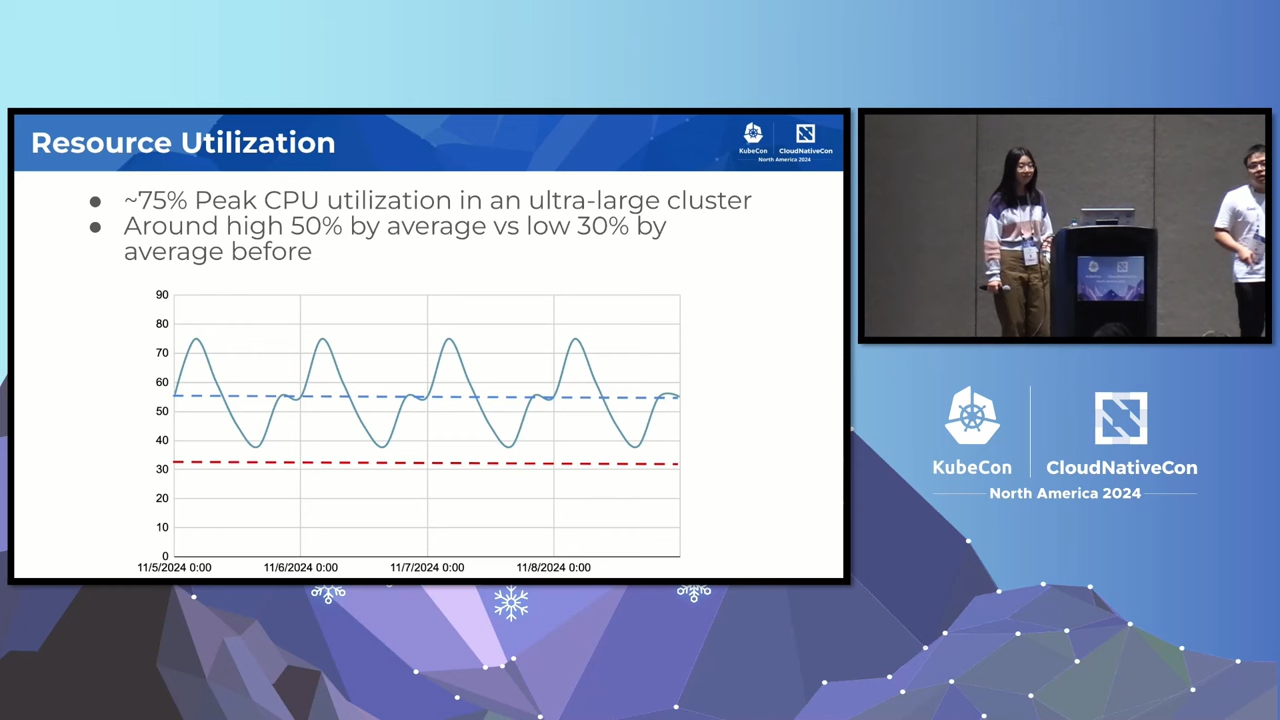 Resource Utilization
KubeCon
CloudNativeCon
North America 2024
● ~75% Peak CPU utilization in an ultra-large cluster
● Around high 50% by average vs low 30% by
average before
90
80
70
60
50
40
30
20
10
0
11/5/2024 0:00
11/6/2024 0:00
11/7/2024 0:00
11/8/2024 0:00
KubeCon
CloudNativeCon
North America 2024